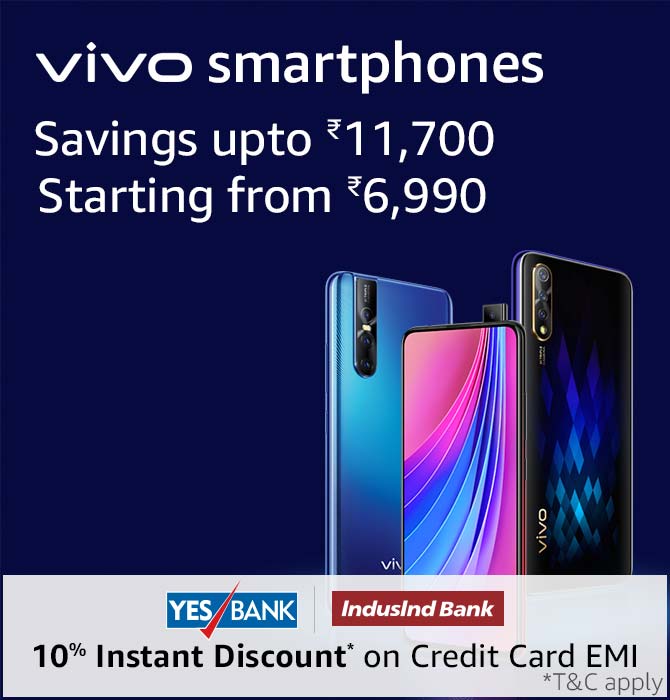 vivo smartphones
Savings upto ₹11,700
Starting from ₹6,990
vivo
viv
YES BANK
IndusInd Bank
10% Instant Discount* on Credit Card EMI
*T&C apply